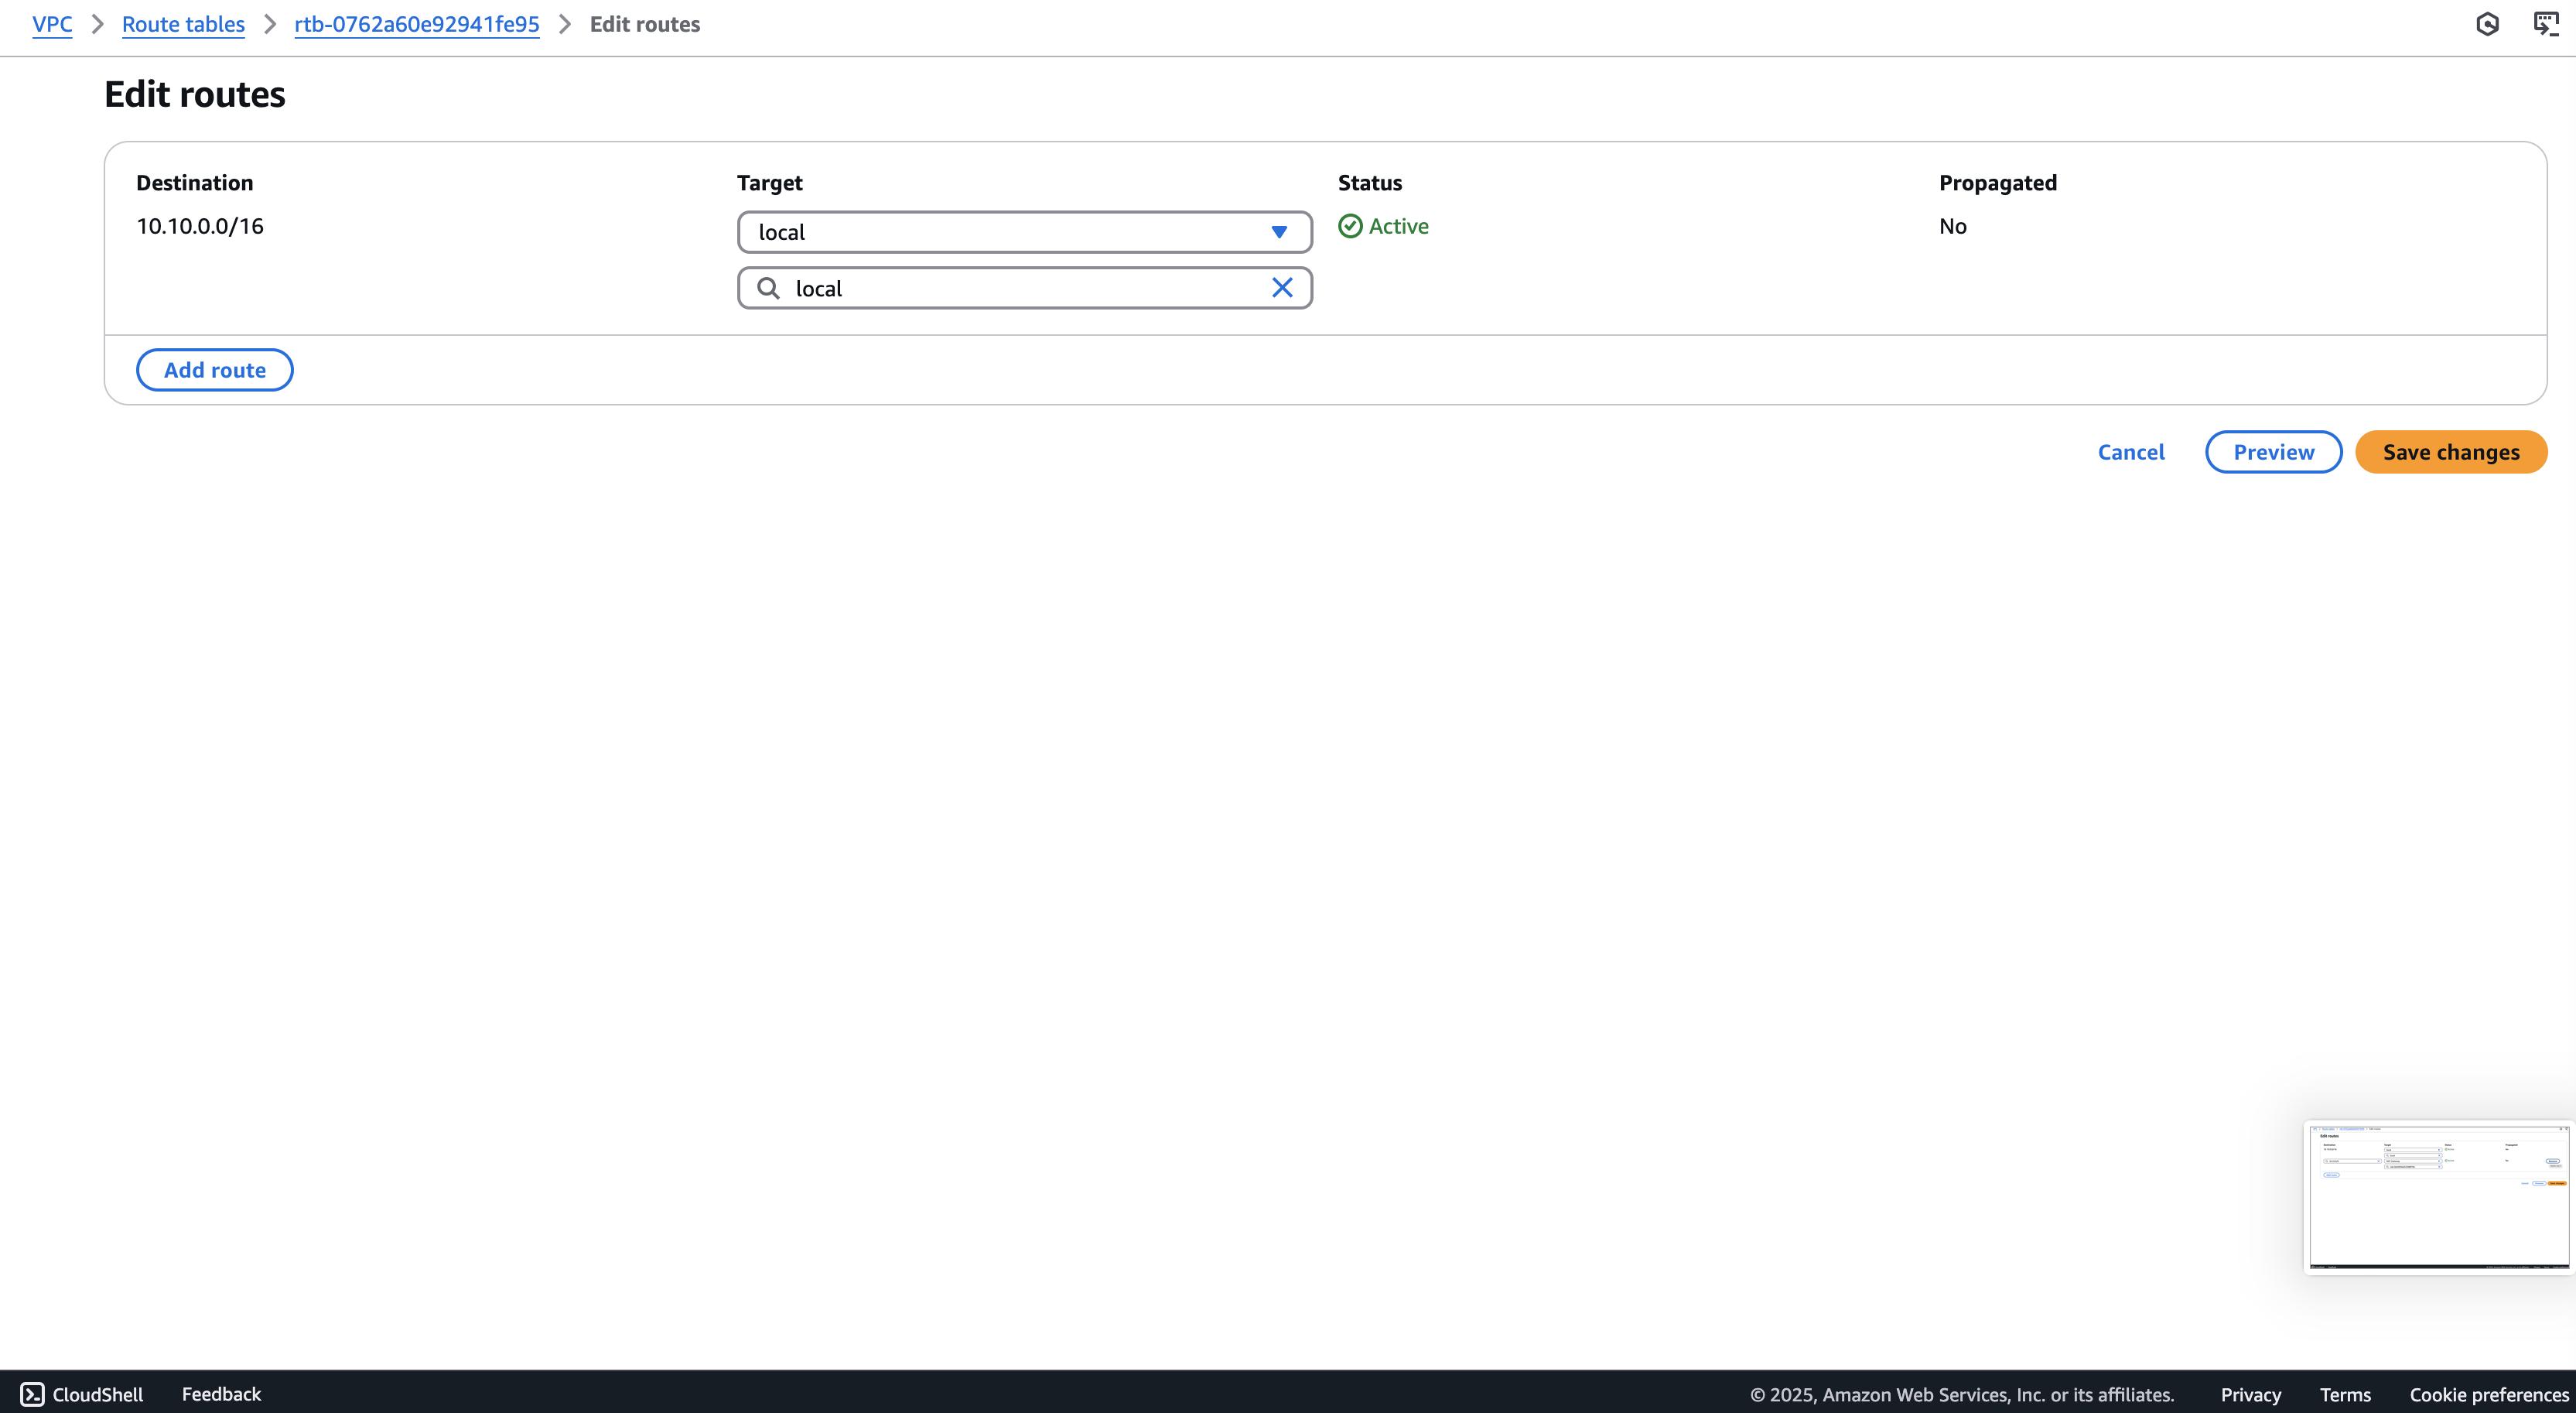 VPC > Route tables > rtb-0762a60e92941fe95 > Edit routes
Edit routes
Destination Target Status Propagated
10.10.0.0/16 local Active No
local
Add route
Cancel Preview Save changes
CloudShell Feedback © 2025, Amazon Web Services, Inc. or its affiliates. Privacy Terms Cookie preferences